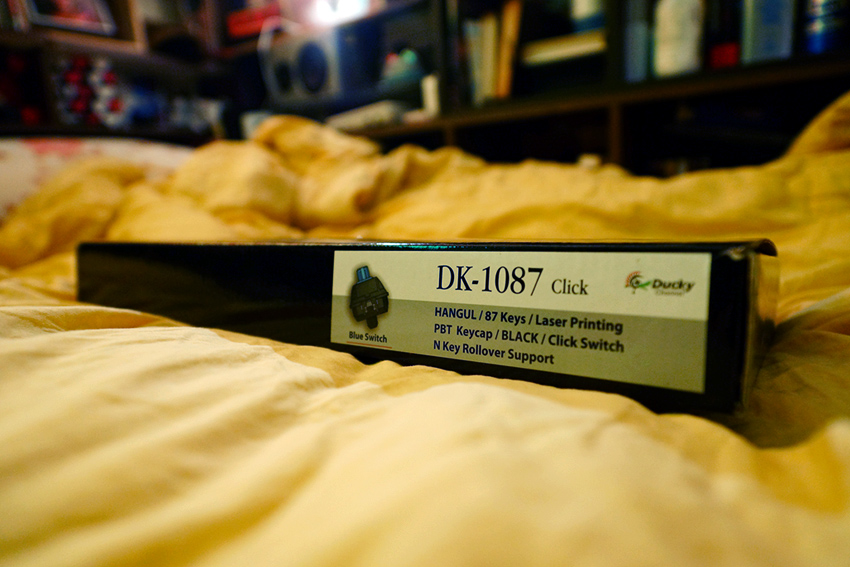 DK-1087 Click
Ducky
Channel
Blue Switch
HANGUL / 87 Keys / Laser Printing
PBT Keycap / BLACK / Click Switch
N Key Rollover Support